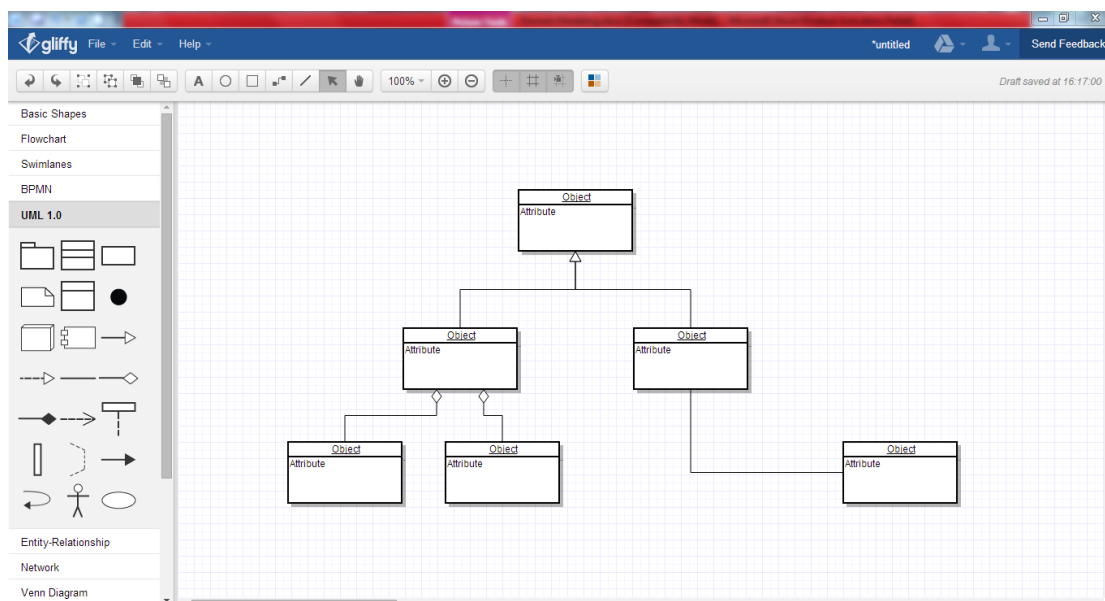 gliffy File Edit Help *untitled Send Feedback
A 100% Draft saved at 16:17:00
Basic Shapes
Flowchart
Swimlanes
BPMN
UML 1.0
Entity-Relationship
Network
Venn Diagram
Object
Attribute
Object
Attribute
Object
Attribute
Object
Attribute
Object
Attribute
Object
Attribute